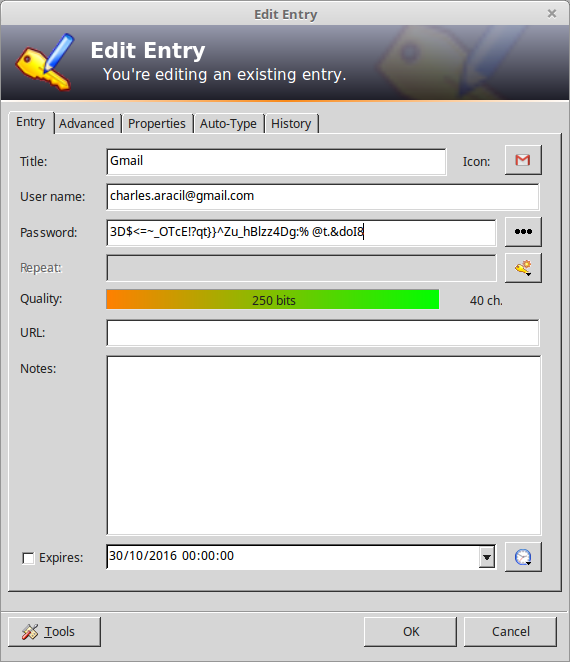 Edit Entry
Edit Entry
You're editing an existing entry.
Entry Advanced Properties Auto-Type History
Title: Gmail Icon:
User name: charles.aracil@gmail.com
Password: 3D$<=~_OTcE!?qt}}^Zu_hBlzz4Dg:% @t.&doI8
Repeat:
Quality: 250 bits 40 ch.
URL:
Notes:
Expires: 30/10/2016 00:00:00
Tools OK Cancel